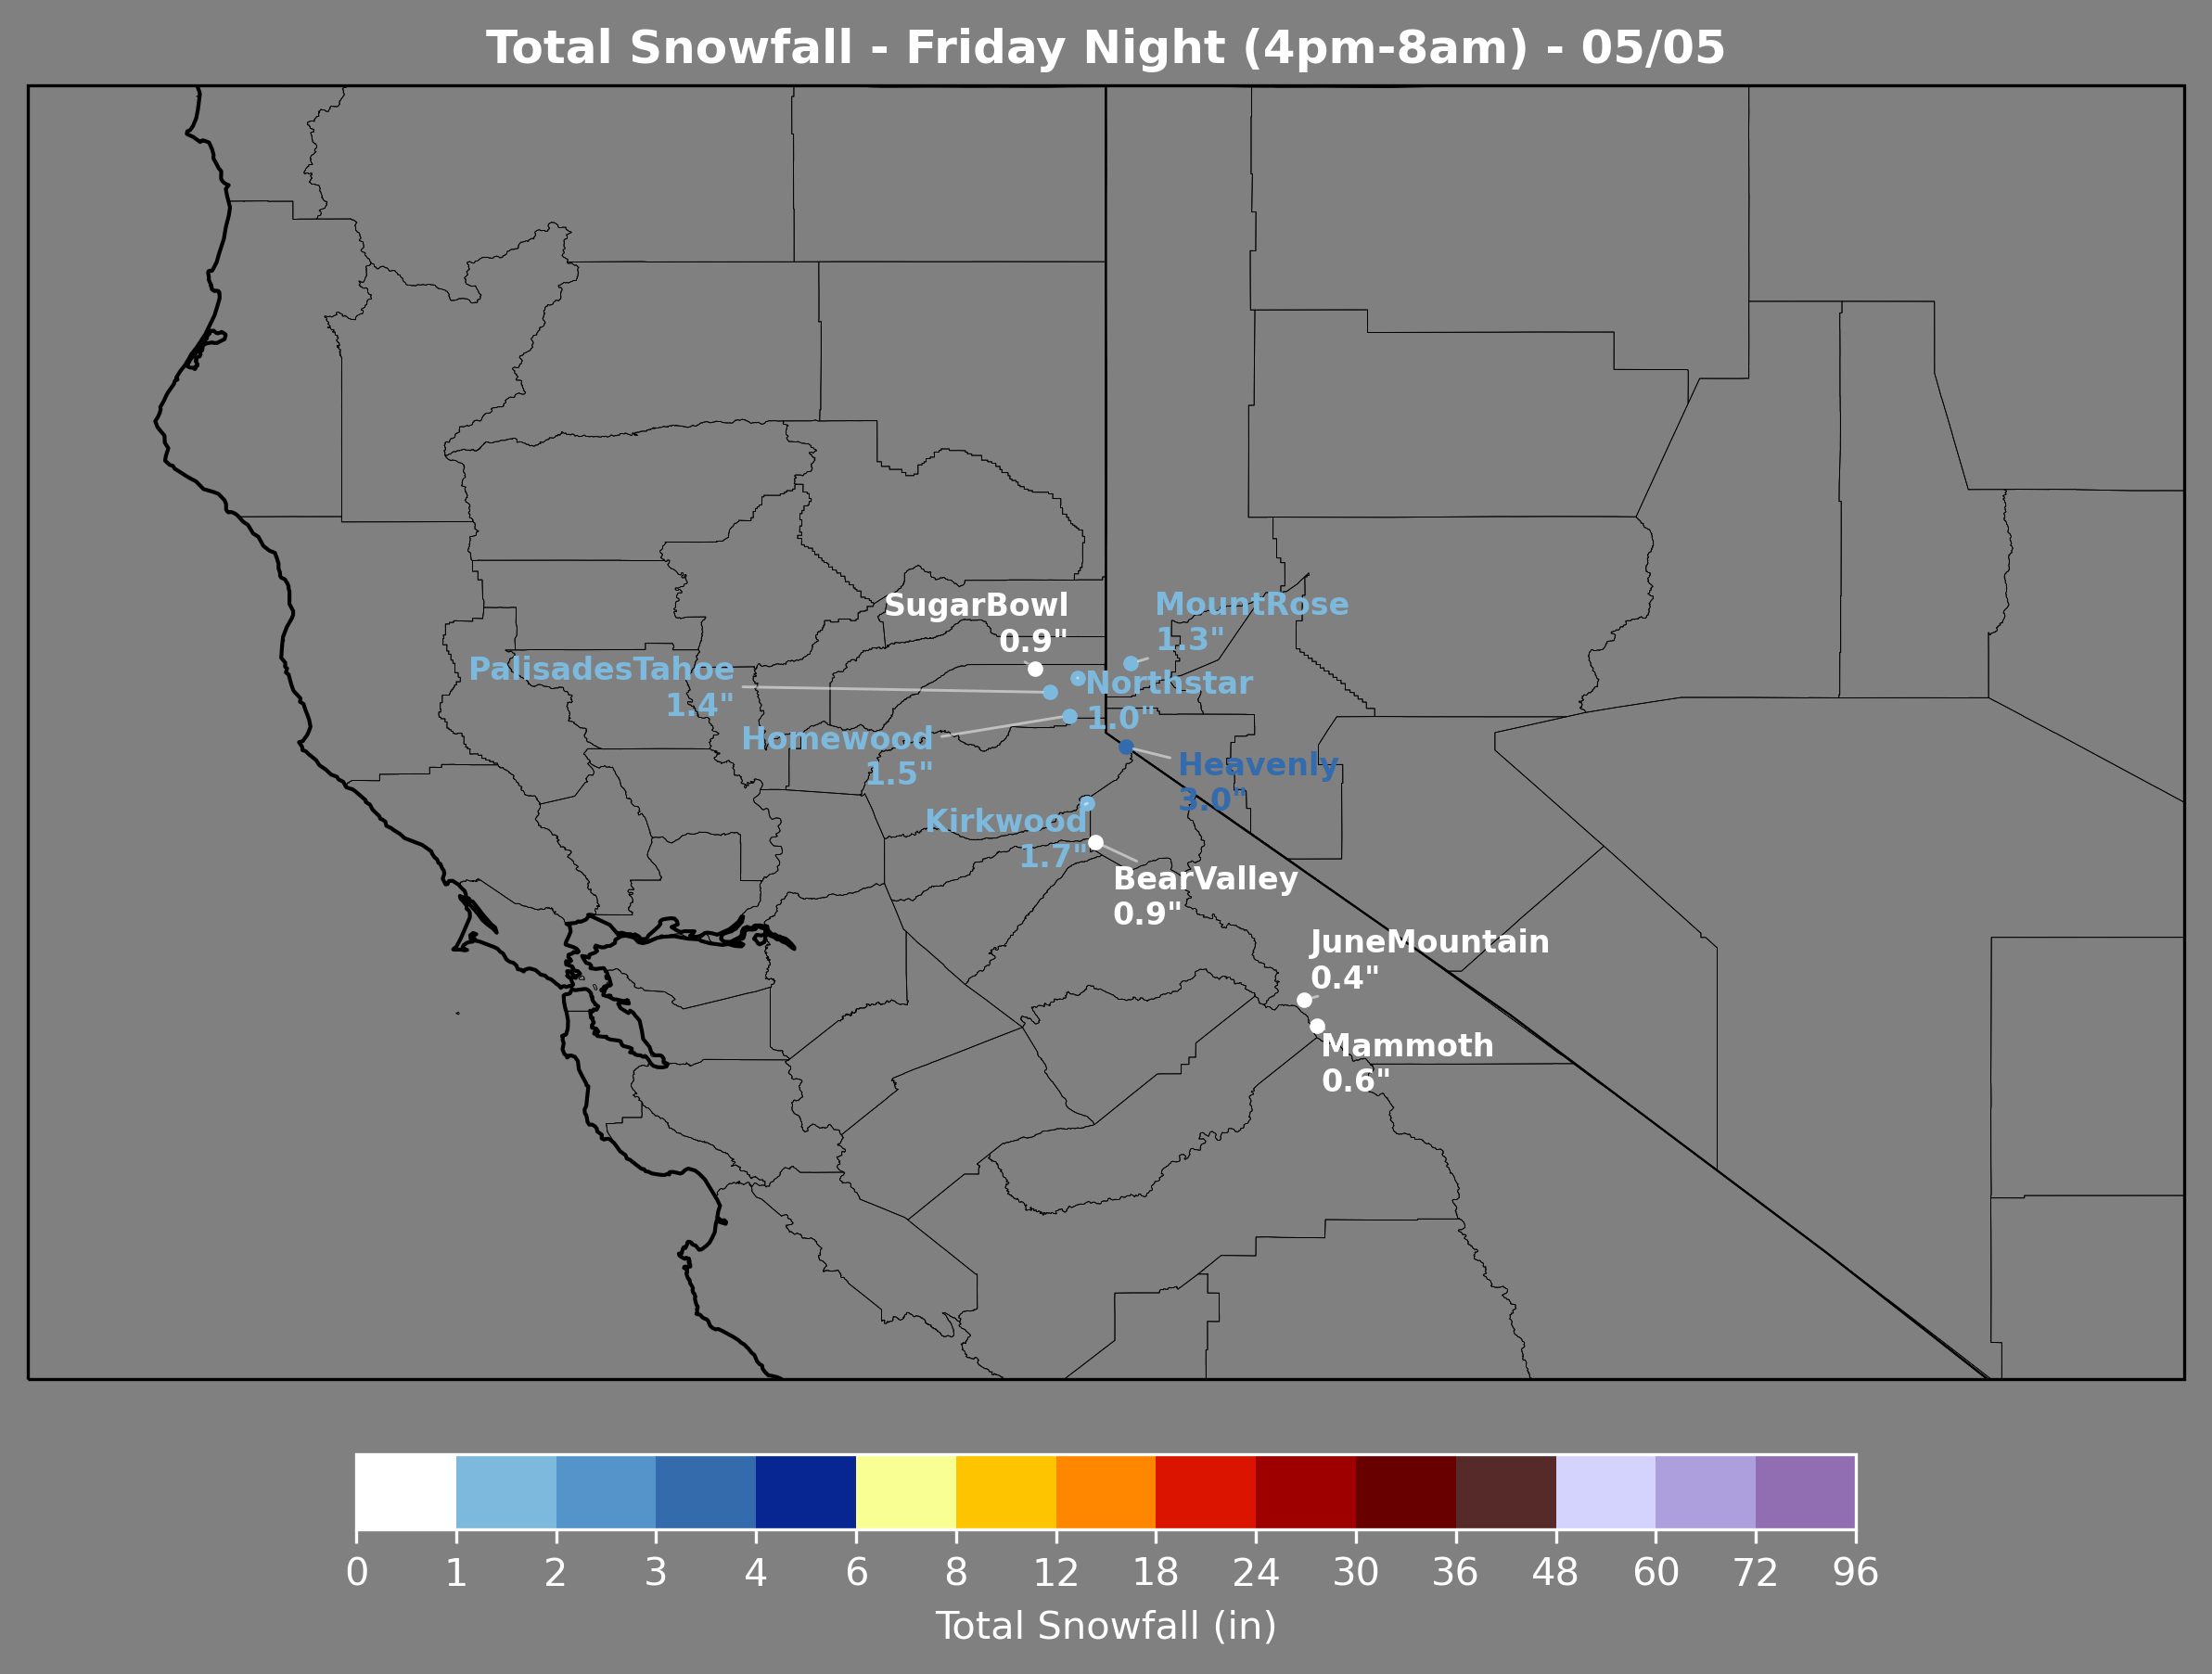 Total Snowfall - Friday Night (4pm-8am) - 05/05
SugarBowl
0.9"
MountRose
1.3"
PalisadesTahoe
1.4"
Northstar
1.0"
Homewood
1.5"
Heavenly
3.0"
Kirkwood
1.7"
BearValley
0.9"
JuneMountain
0.4"
Mammoth
0.6"
0 1 2 3 4 6 8 12 18 24 30 36 48 60 72 96
Total Snowfall (in)